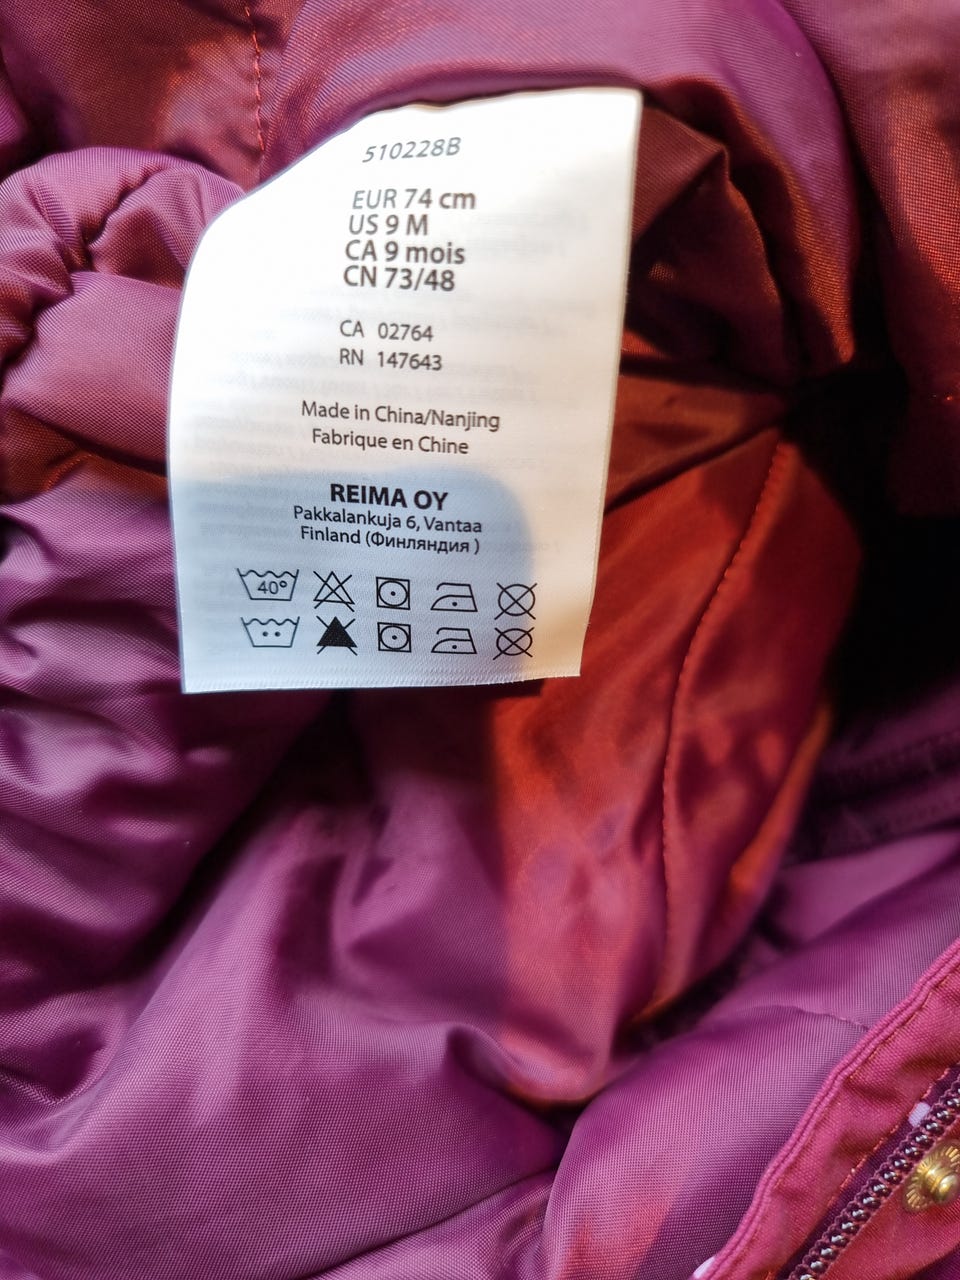 510228B
EUR 74 cm
US 9 M
CA 9 mois
CN 73/48
CA 02764
RN 147643
Made in China/Nanjing
Fabrique en Chine
REIMA OY
Pakkalankuja 6, Vantaa
Finland (Финляндия )
40°